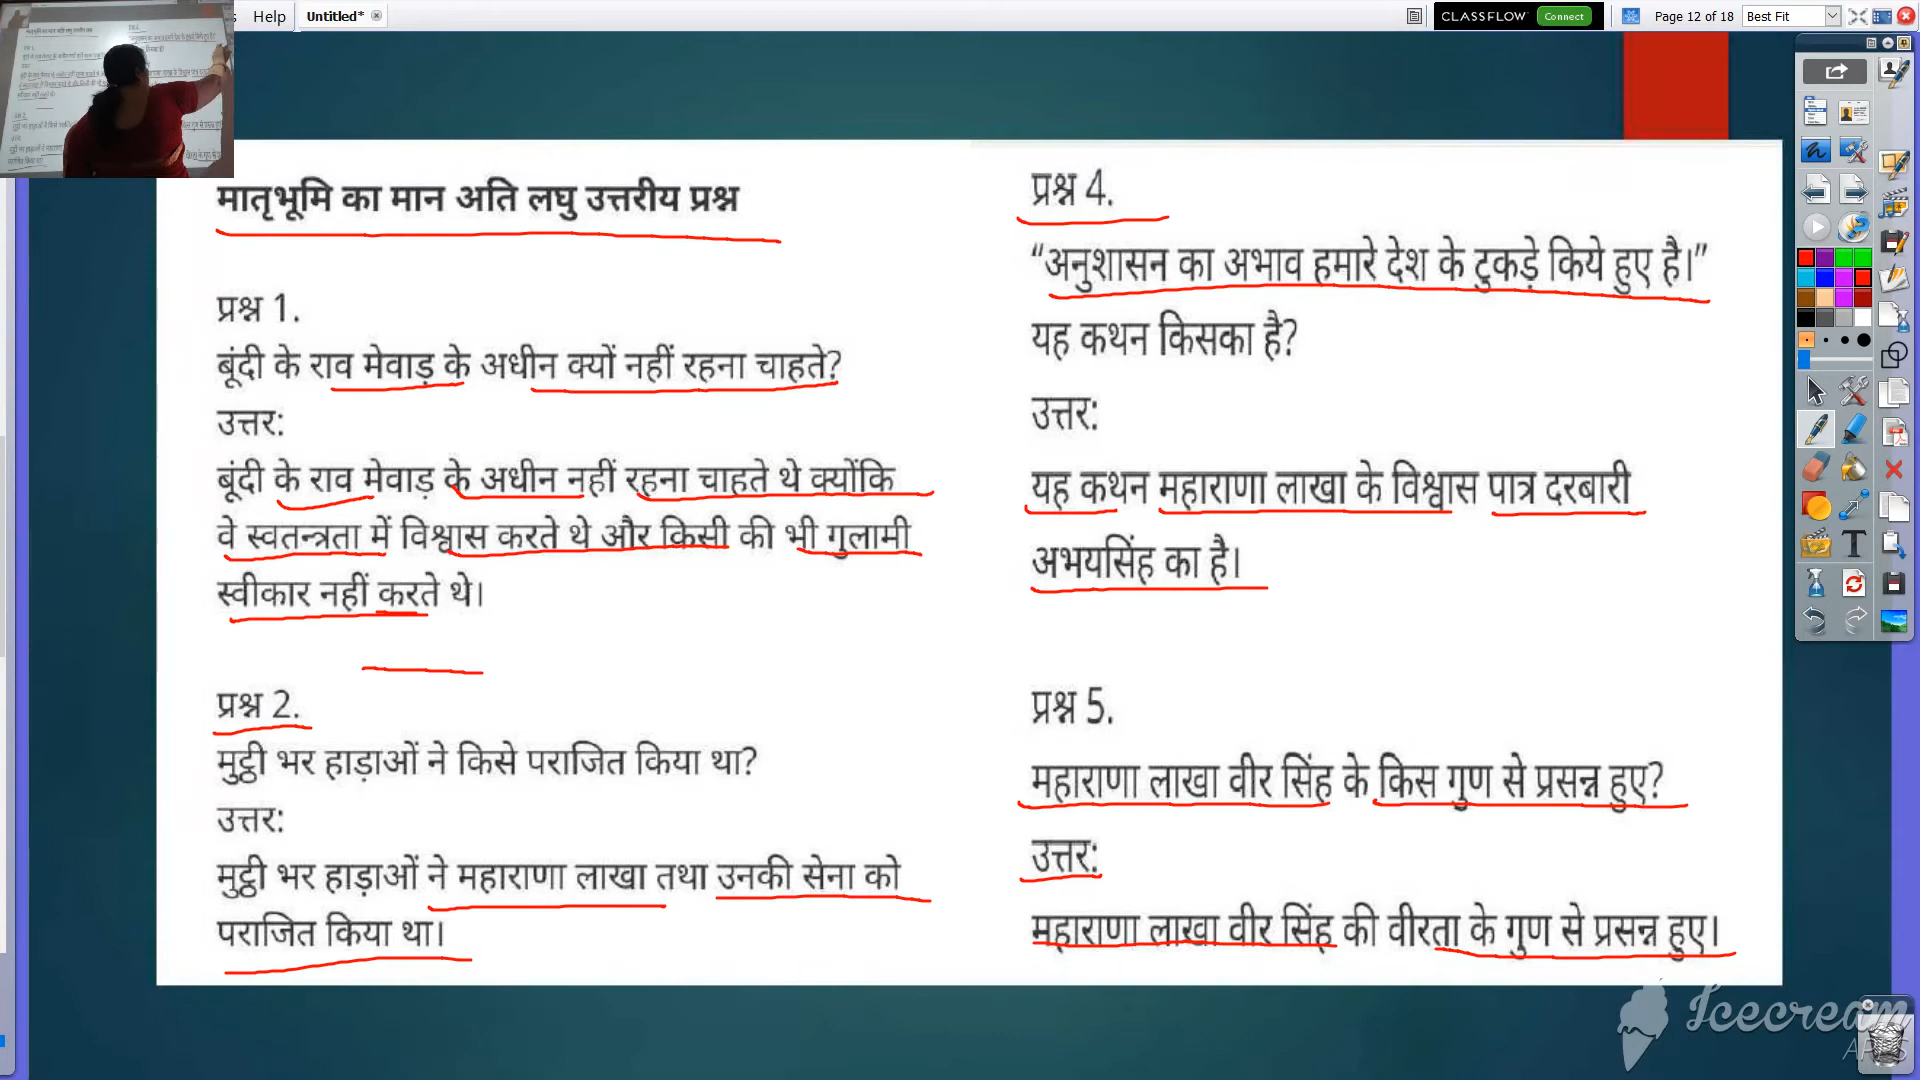 Help
Untitled*
CLASSFLOW Connect
Page 12 of 18
Best Fit
मातृभूमि का मान अति लघु उत्तरीय प्रश्न
प्रश्न 1.
बूंदी के राव मेवाड़ के अधीन क्यों नहीं रहना चाहते?
उत्तर:
बूंदी के राव मेवाड़ के अधीन नहीं रहना चाहते थे क्योंकि
वे स्वतन्त्रता में विश्वास करते थे और किसी की भी गुलामी
स्वीकार नहीं करते थे।
प्रश्न 2.
मुट्ठी भर हाड़ाओं ने किसे पराजित किया था?
उत्तर:
मुट्ठी भर हाड़ाओं ने महाराणा लाखा तथा उनकी सेना को
पराजित किया था।
प्रश्न 4.
“अनुशासन का अभाव हमारे देश के टुकड़े किये हुए है।”
यह कथन किसका है?
उत्तर:
यह कथन महाराणा लाखा के विश्वास पात्र दरबारी
अभयसिंह का है।
प्रश्न 5.
महाराणा लाखा वीर सिंह के किस गुण से प्रसन्न हुए?
उत्तर:
महाराणा लाखा वीर सिंह की वीरता के गुण से प्रसन्न हुए।
Icecream